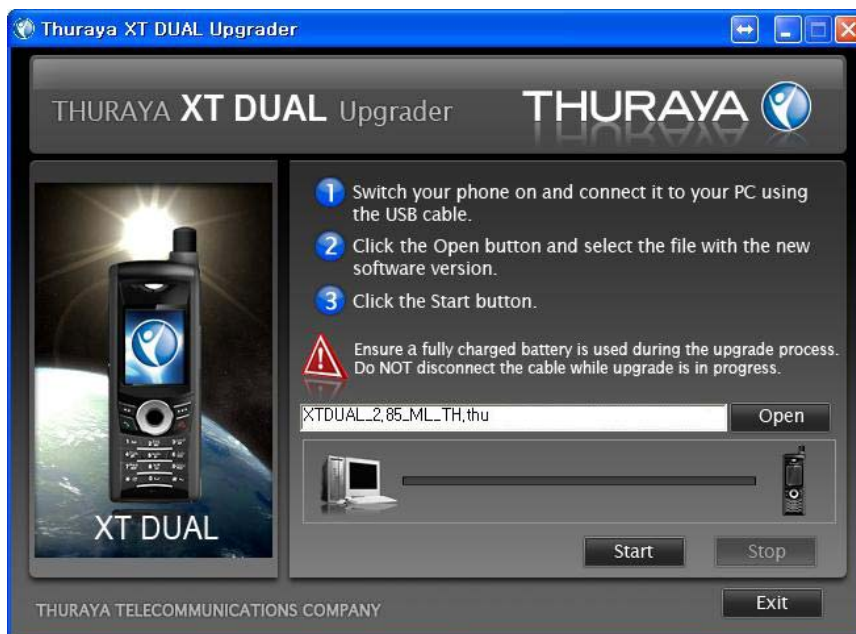 Thuraya XT DUAL Upgrader
THURAYA XT DUAL Upgrader
THURAYA
1 Switch your phone on and connect it to your PC using
the USB cable.
2 Click the Open button and select the file with the new
software version.
3 Click the Start button.
Ensure a fully charged battery is used during the upgrade process.
Do NOT disconnect the cable while upgrade is in progress.
XTDUAL_2,85_ML_TH,thu
Open
XT DUAL
Start
Stop
THURAYA TELECOMMUNICATIONS COMPANY
Exit